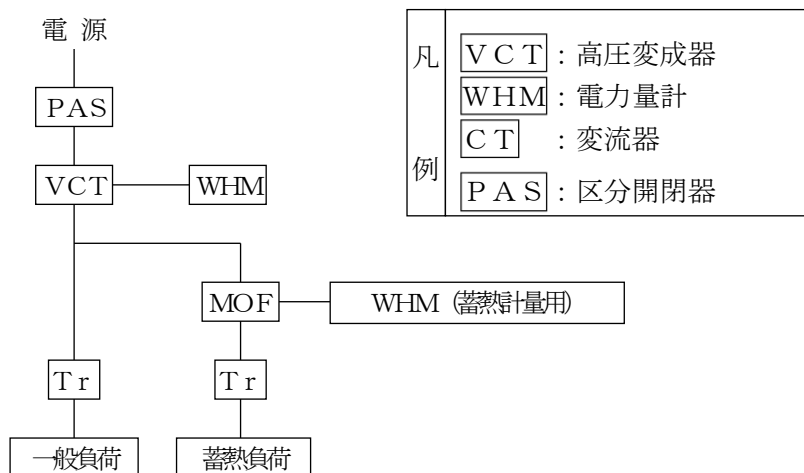 電 源
PAS
VCT
WHM
MOF
WHM (蓄熱計量用)
Tr
Tr
一般負荷
蓄熱負荷
凡
例
VCT : 高圧変成器
WHM : 電力量計
CT : 変流器
PAS : 区分開閉器